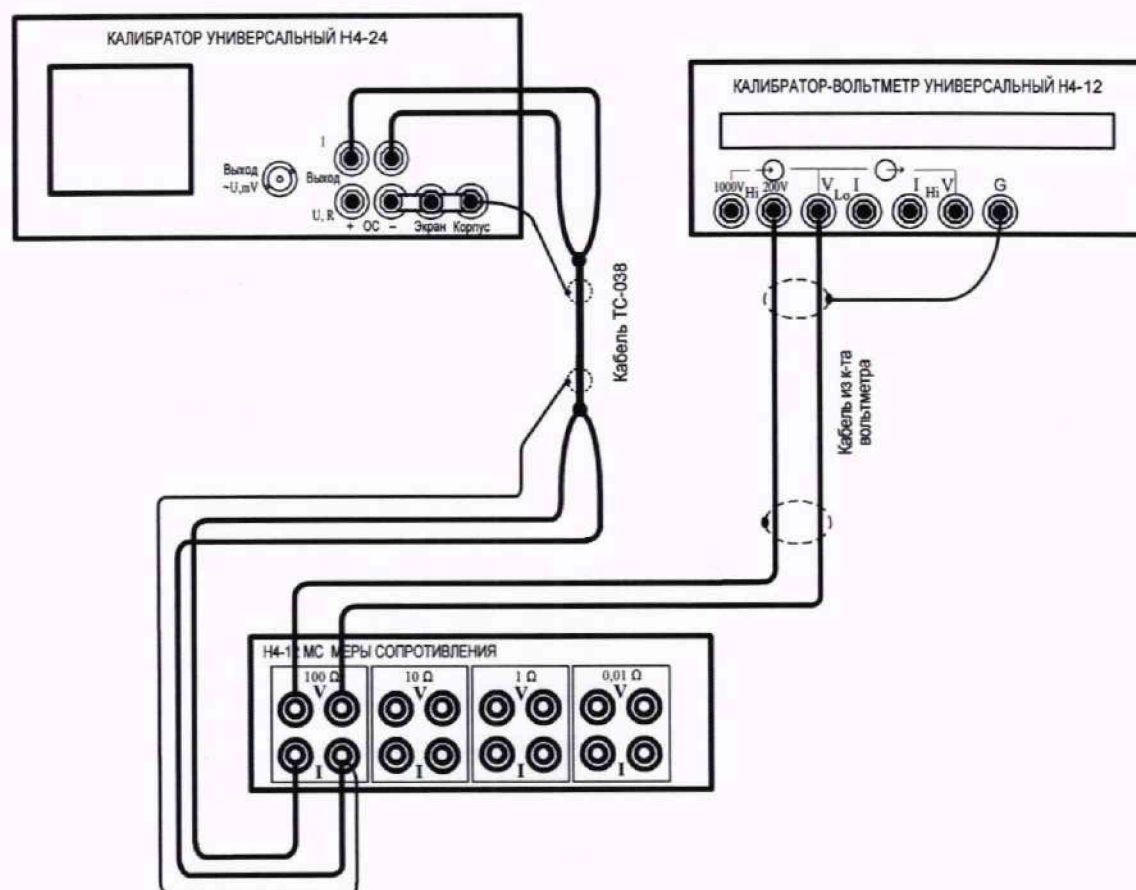 КАЛИБРАТОР УНИВЕРСАЛЬНЫЙ Н4-24
I
Выход
~U,mV
Выход
U, R
+ ОС – Экран Корпус
КАЛИБРАТОР-ВОЛЬТМЕТР УНИВЕРСАЛЬНЫЙ Н4-12
1000V Hi 200V V Lo I I Hi V G
Кабель ТС-038
Кабель из к-та
вольтметра
Н4-12 МС МЕРЫ СОПРОТИВЛЕНИЯ
100 Ω 10 Ω 1 Ω 0,01 Ω
V V V V
I I I I